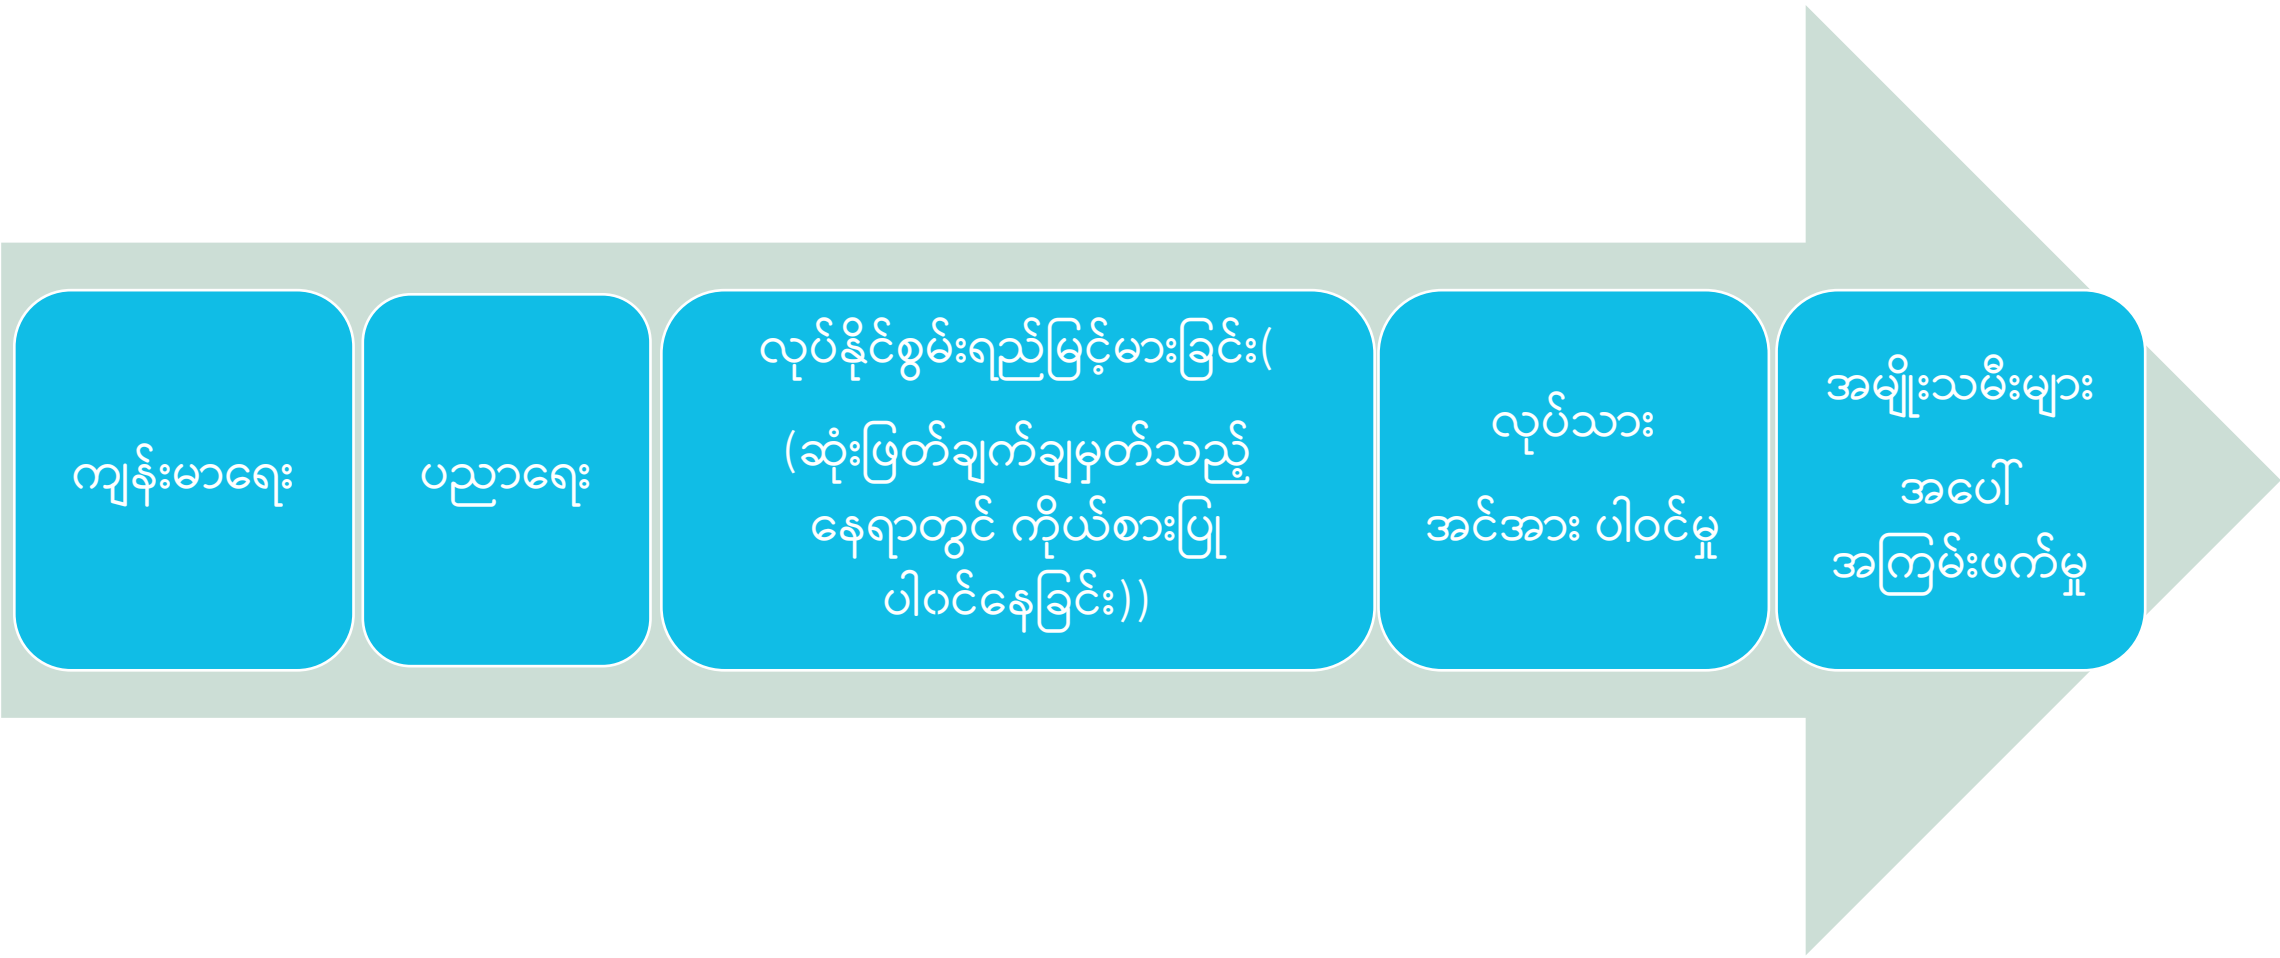 ကျန်းမာရေး
ပညာရေး
လုပ်နိုင်စွမ်းရည်မြင့်မားခြင်း(
(ဆုံးဖြတ်ချက်ချမှတ်သည့်
နေရာတွင် ကိုယ်စားပြု
ပါဝင်နေခြင်း))
လုပ်သား
အင်အား ပါဝင်မှု
အမျိုးသမီးများ
အပေါ်
အကြမ်းဖက်မှု